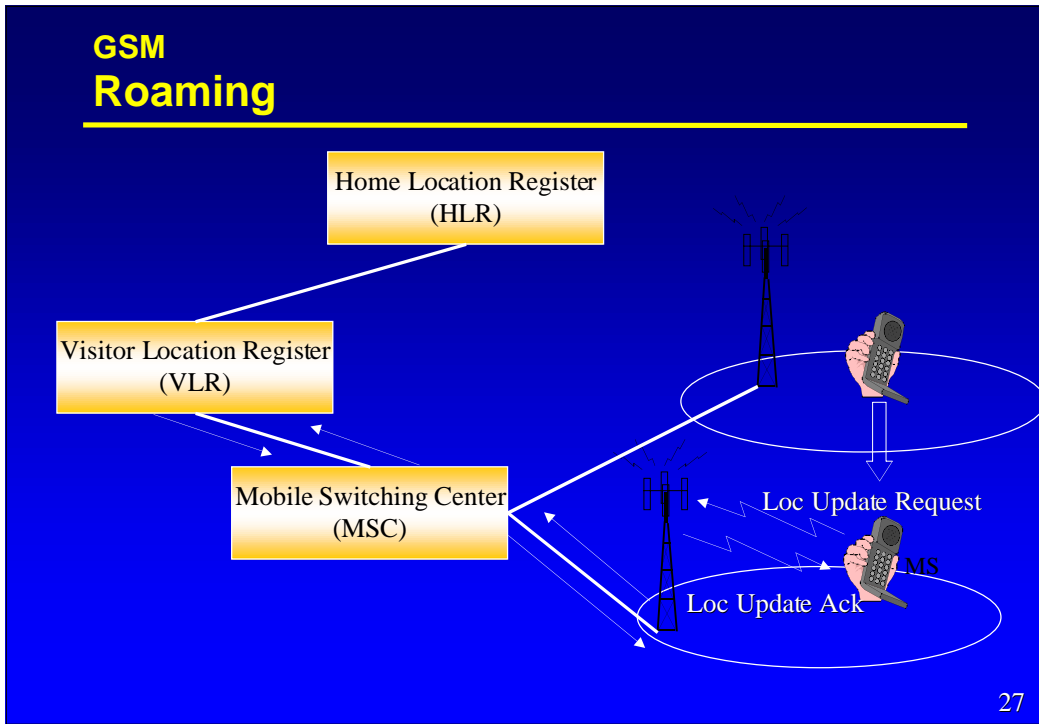 GSM
Roaming
Home Location Register
(HLR)
Visitor Location Register
(VLR)
Mobile Switching Center
(MSC)
Loc Update Request
MS
Loc Update Ack
27